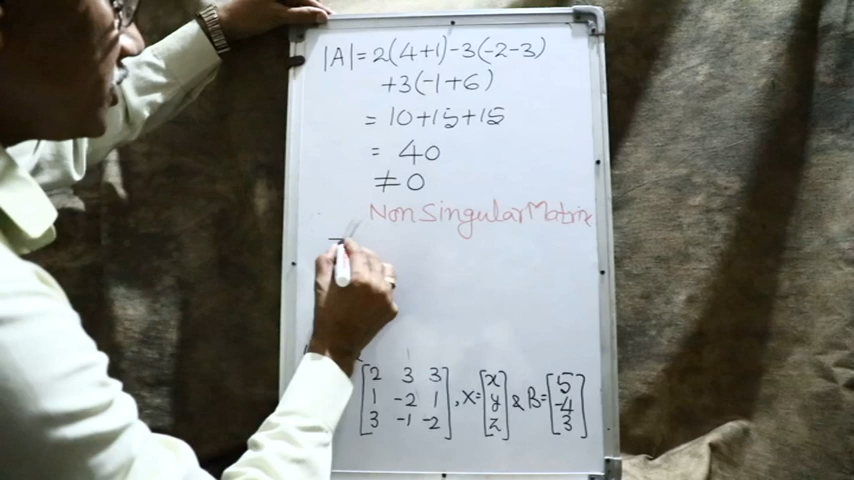 |A| = 2(4+1)-3(-2-3)
+3(-1+6)
= 10+15+15
= 40
≠ 0
Non Singular Matrix
[2 3 3
1 -2 1
3 -1 -2], X=[x
y
z] & B=[5
-4
3]